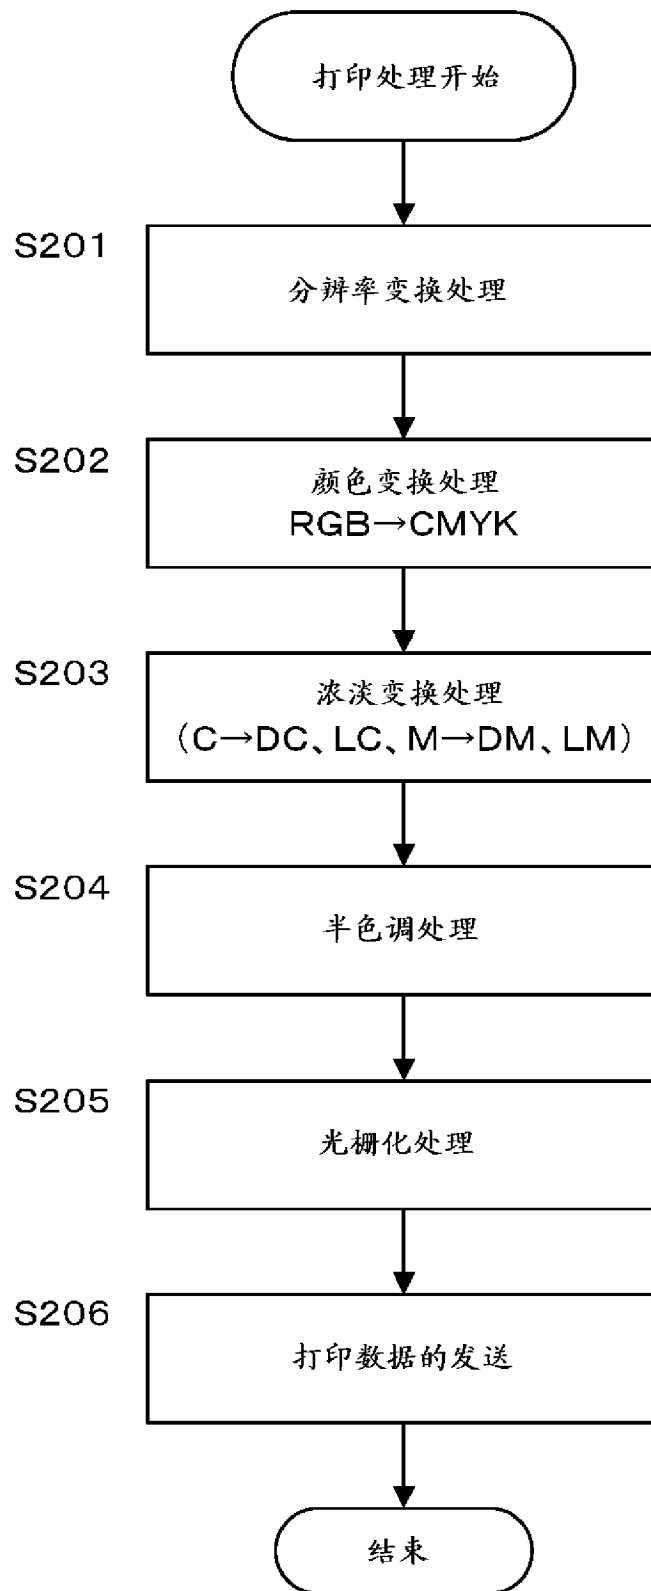 打印处理开始
S201
分辨率变换处理
S202
颜色变换处理
RGB→CMYK
S203
浓淡变换处理
(C→DC、LC、M→DM、LM)
S204
半色调处理
S205
光栅化处理
S206
打印数据的发送
结束